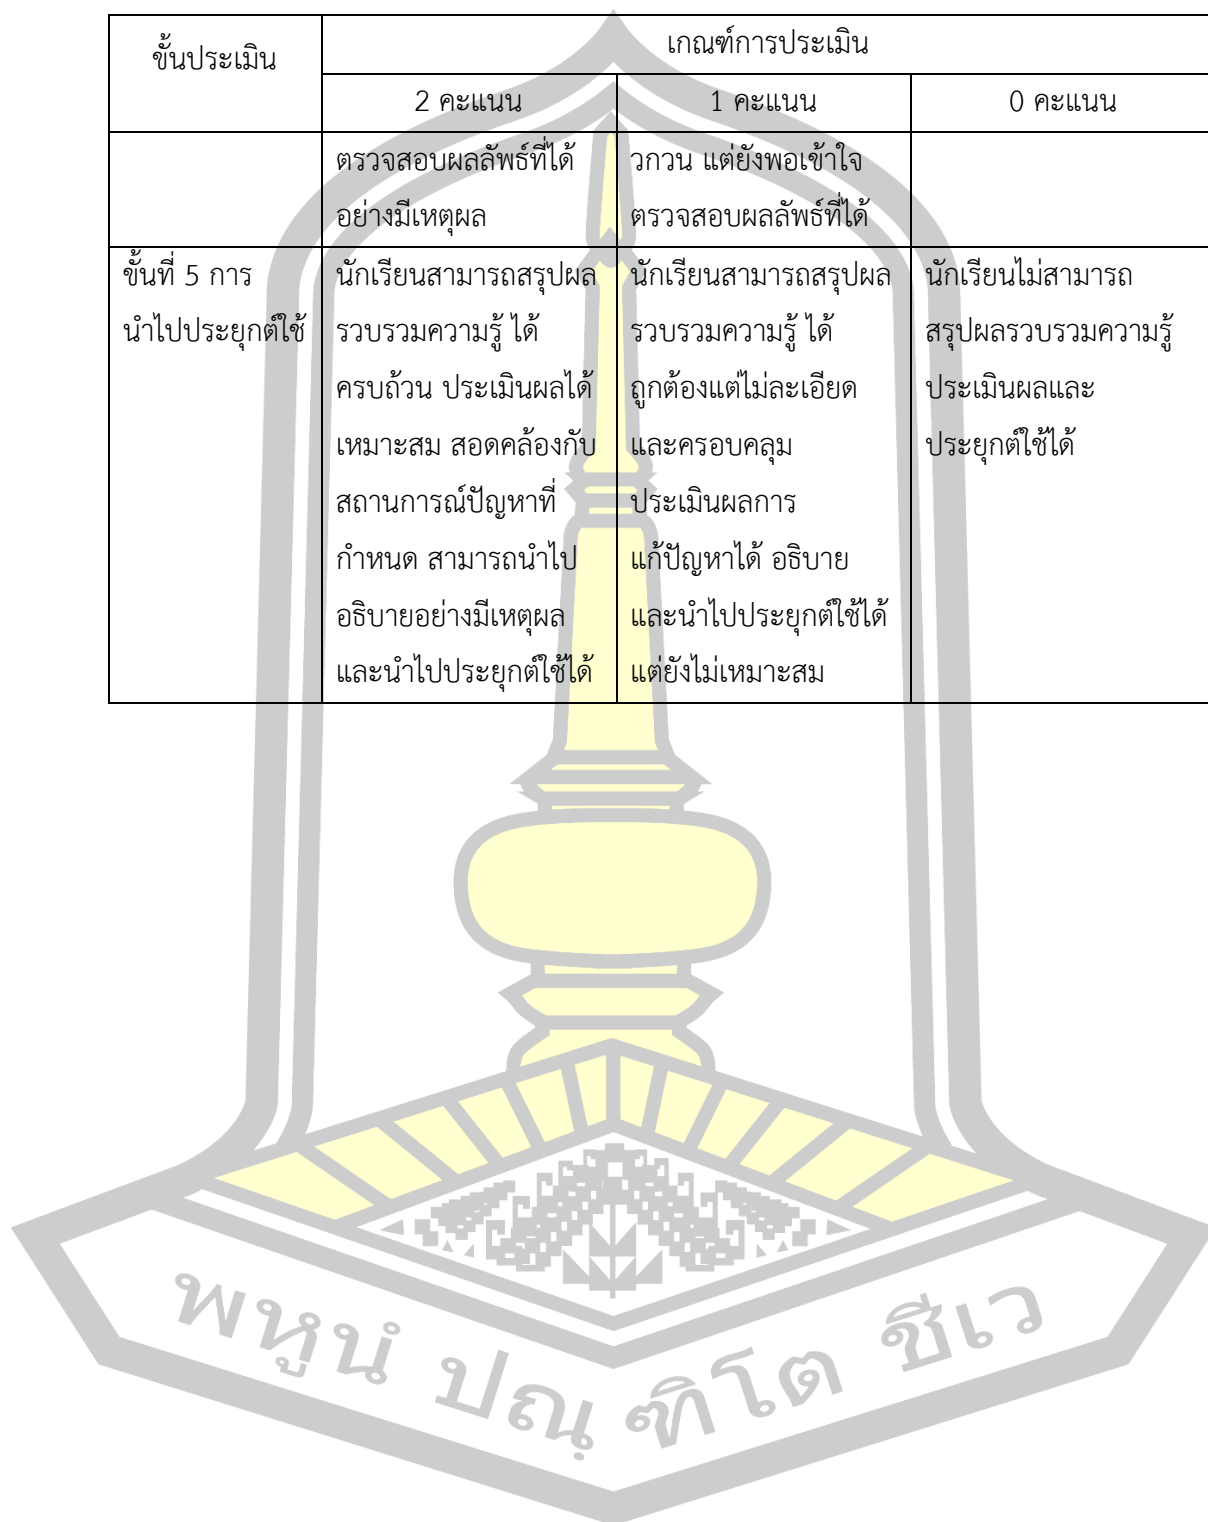 ขั้นประเมิน
เกณฑ์การประเมิน
2 คะแนน
1 คะแนน
0 คะแนน
ตรวจสอบผลลัพธ์ที่ได้
อย่างมีเหตุผล
วกวน แต่ยังพอเข้าใจ
ตรวจสอบผลลัพธ์ที่ได้
ขั้นที่ 5 การ
นำไปประยุกต์ใช้
นักเรียนสามารถสรุปผล
รวบรวมความรู้ ได้
ครบถ้วน ประเมินผลได้
เหมาะสม สอดคล้องกับ
สถานการณ์ปัญหาที่
กำหนด สามารถนำไป
อธิบายอย่างมีเหตุผล
และนำไปประยุกต์ใช้ได้
นักเรียนสามารถสรุปผล
รวบรวมความรู้ ได้
ถูกต้องแต่ไม่ละเอียด
และครอบคลุม
ประเมินผลการ
แก้ปัญหาได้ อธิบาย
และนำไปประยุกต์ใช้ได้
แต่ยังไม่เหมาะสม
นักเรียนไม่สามารถ
สรุปผลรวบรวมความรู้
ประเมินผลและ
ประยุกต์ใช้ได้
พหูนํ ปณฺ ฑิโต ชีเว